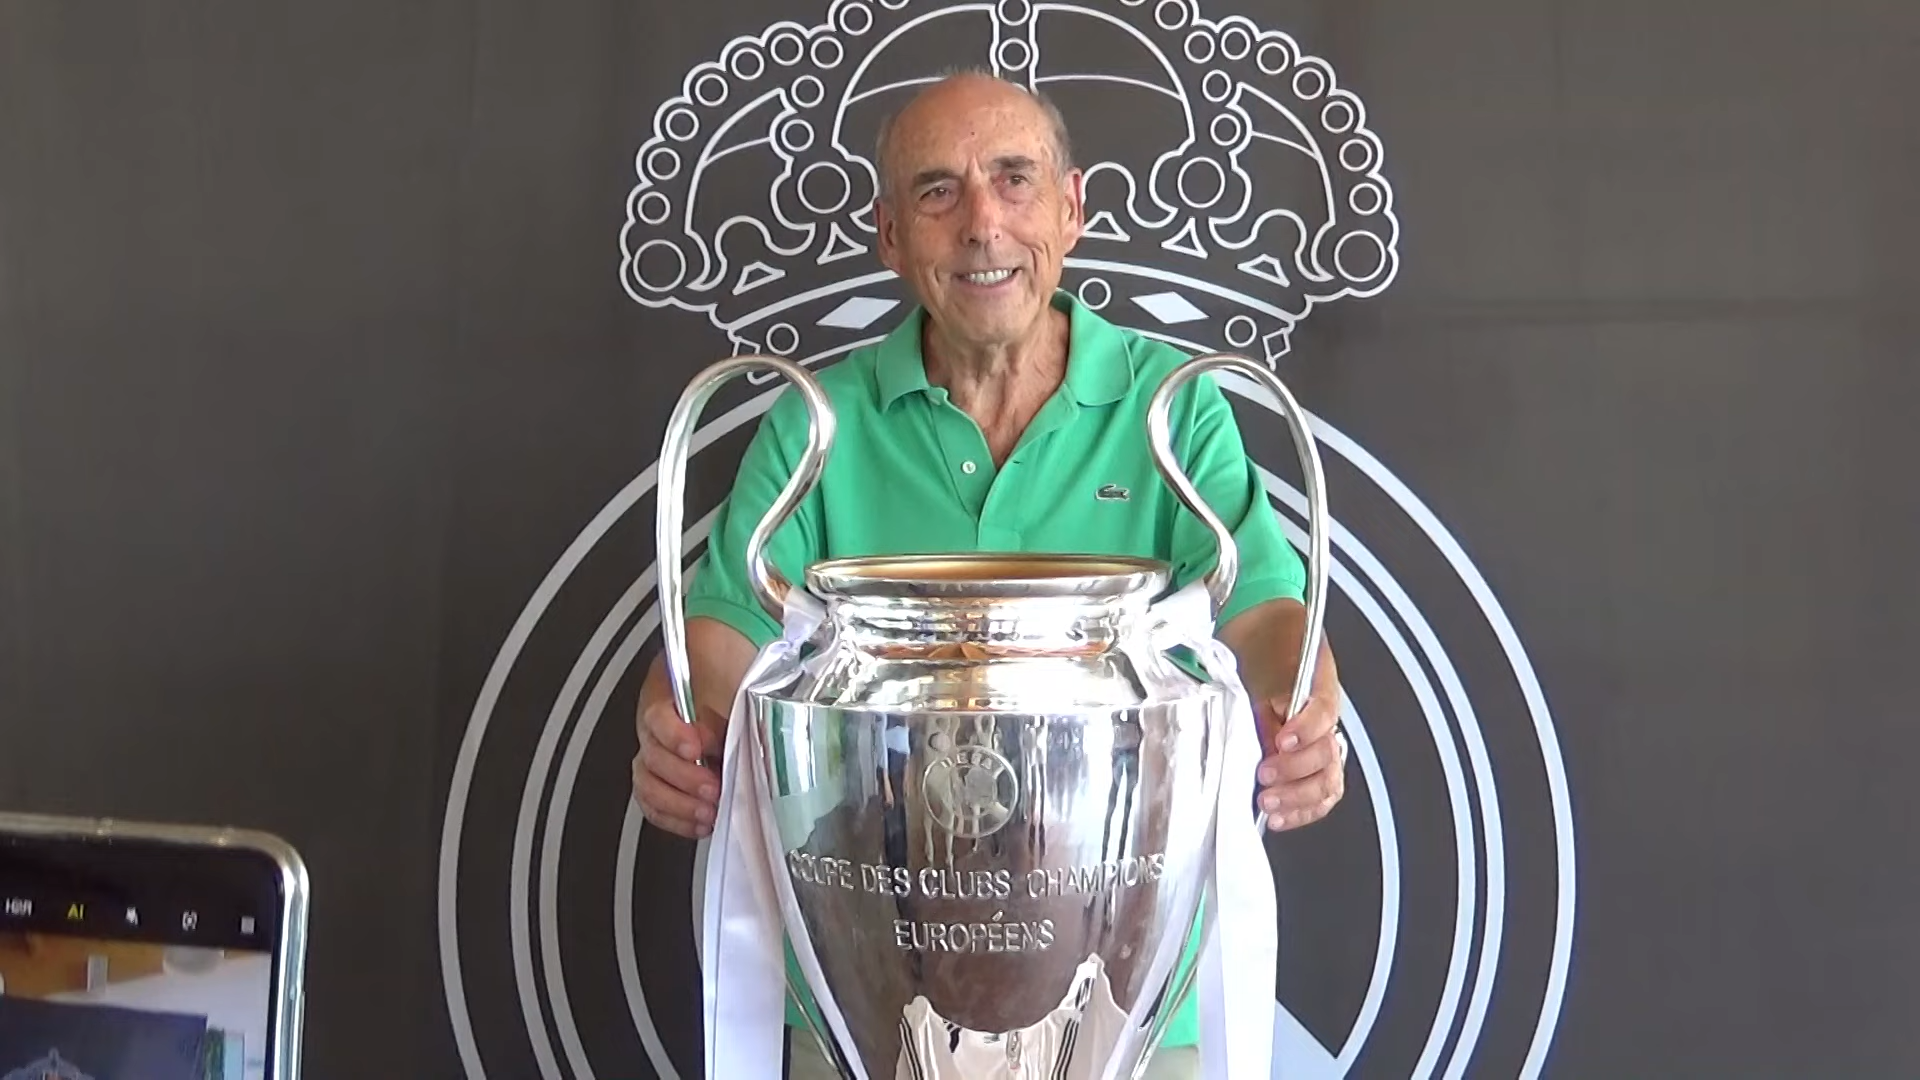 UEFA
COUPE DES CLUBS CHAMPIONS
EUROPÉENS
HDR
AI